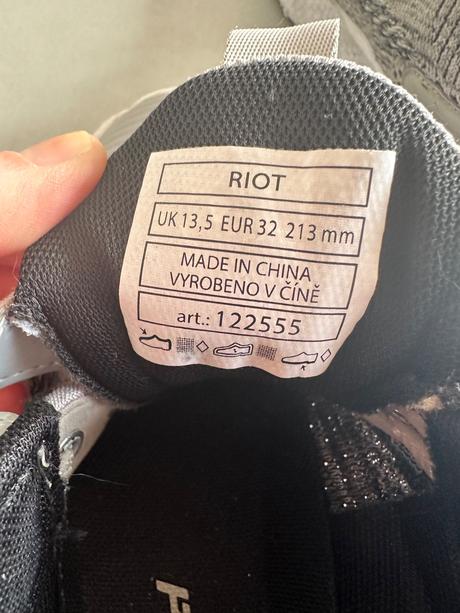 RIOT
UK 13,5 EUR 32 213 mm
MADE IN CHINA
VYROBENO V ČÍNĚ
art.: 122555